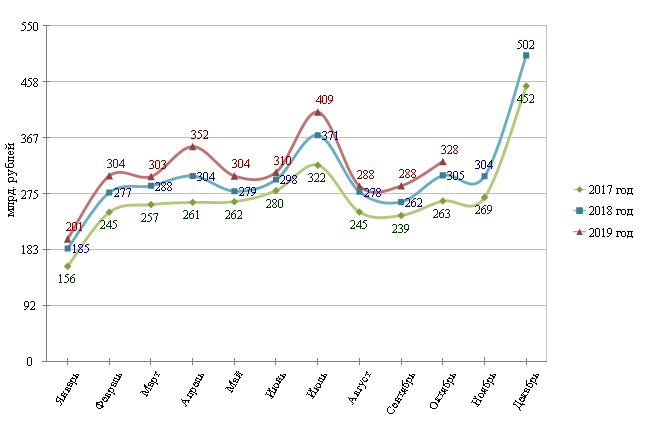 550
458
367
275
183
92
0
млрд. рублей
502
452
409
371
322
352
304
261
304
277
245
303
288
257
304
279
262
310
298
280
288
278
245
288
262
239
328
305
263
304
269
201
185
156
2017 год
2018 год
2019 год
Январь
Февраль
Март
Апрель
Май
Июнь
Июль
Август
Сентябрь
Октябрь
Ноябрь
Декабрь